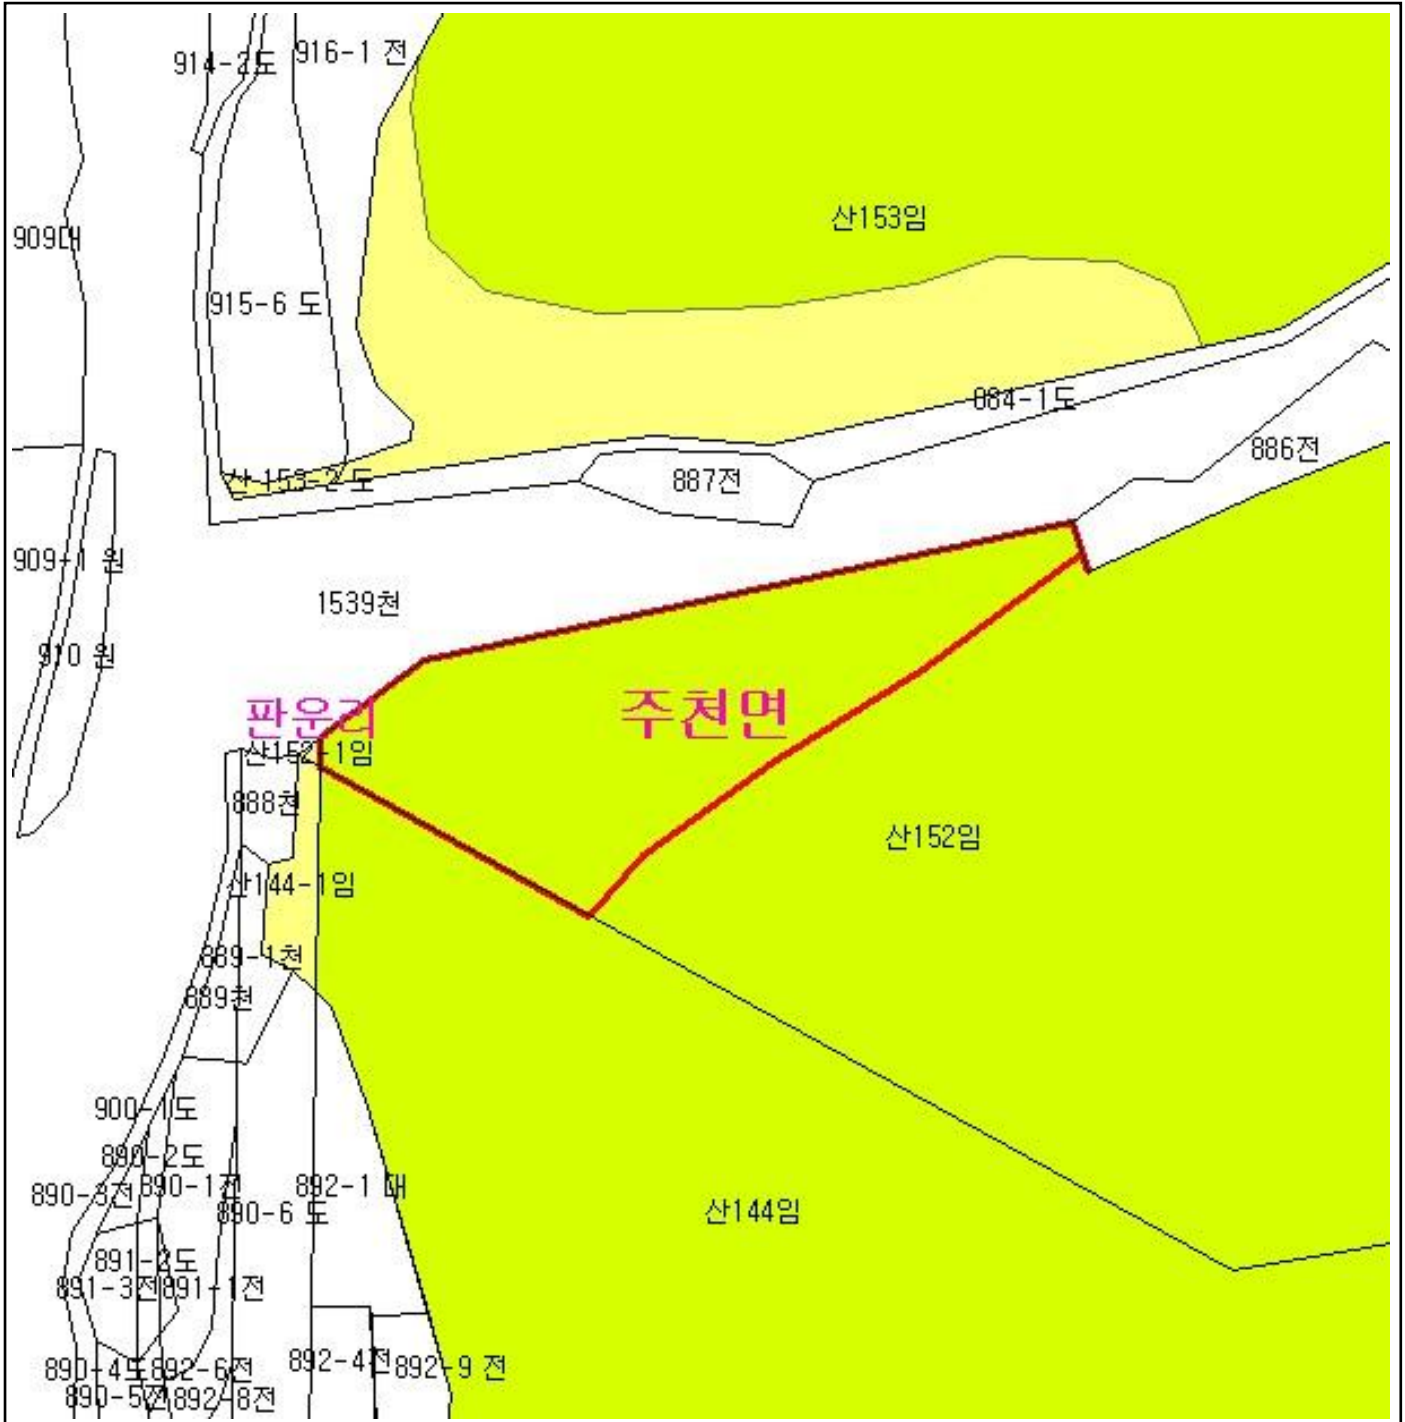 914-2도
916-1 전
909대
산153임
915-6 도
884-1도
886전
산 153-2 도
887전
909-1 원
1539천
910 원
판운리
주천면
산152-1임
888천
산152임
산144-1임
889-1천
889천
900-1도
890-2도
890-3전
890-1전
892-1 대
890-6 도
산144임
891-2도
891-3전
891-1전
892-4전
892-9 전
890-4도
892-6전
890-5전
892-8전